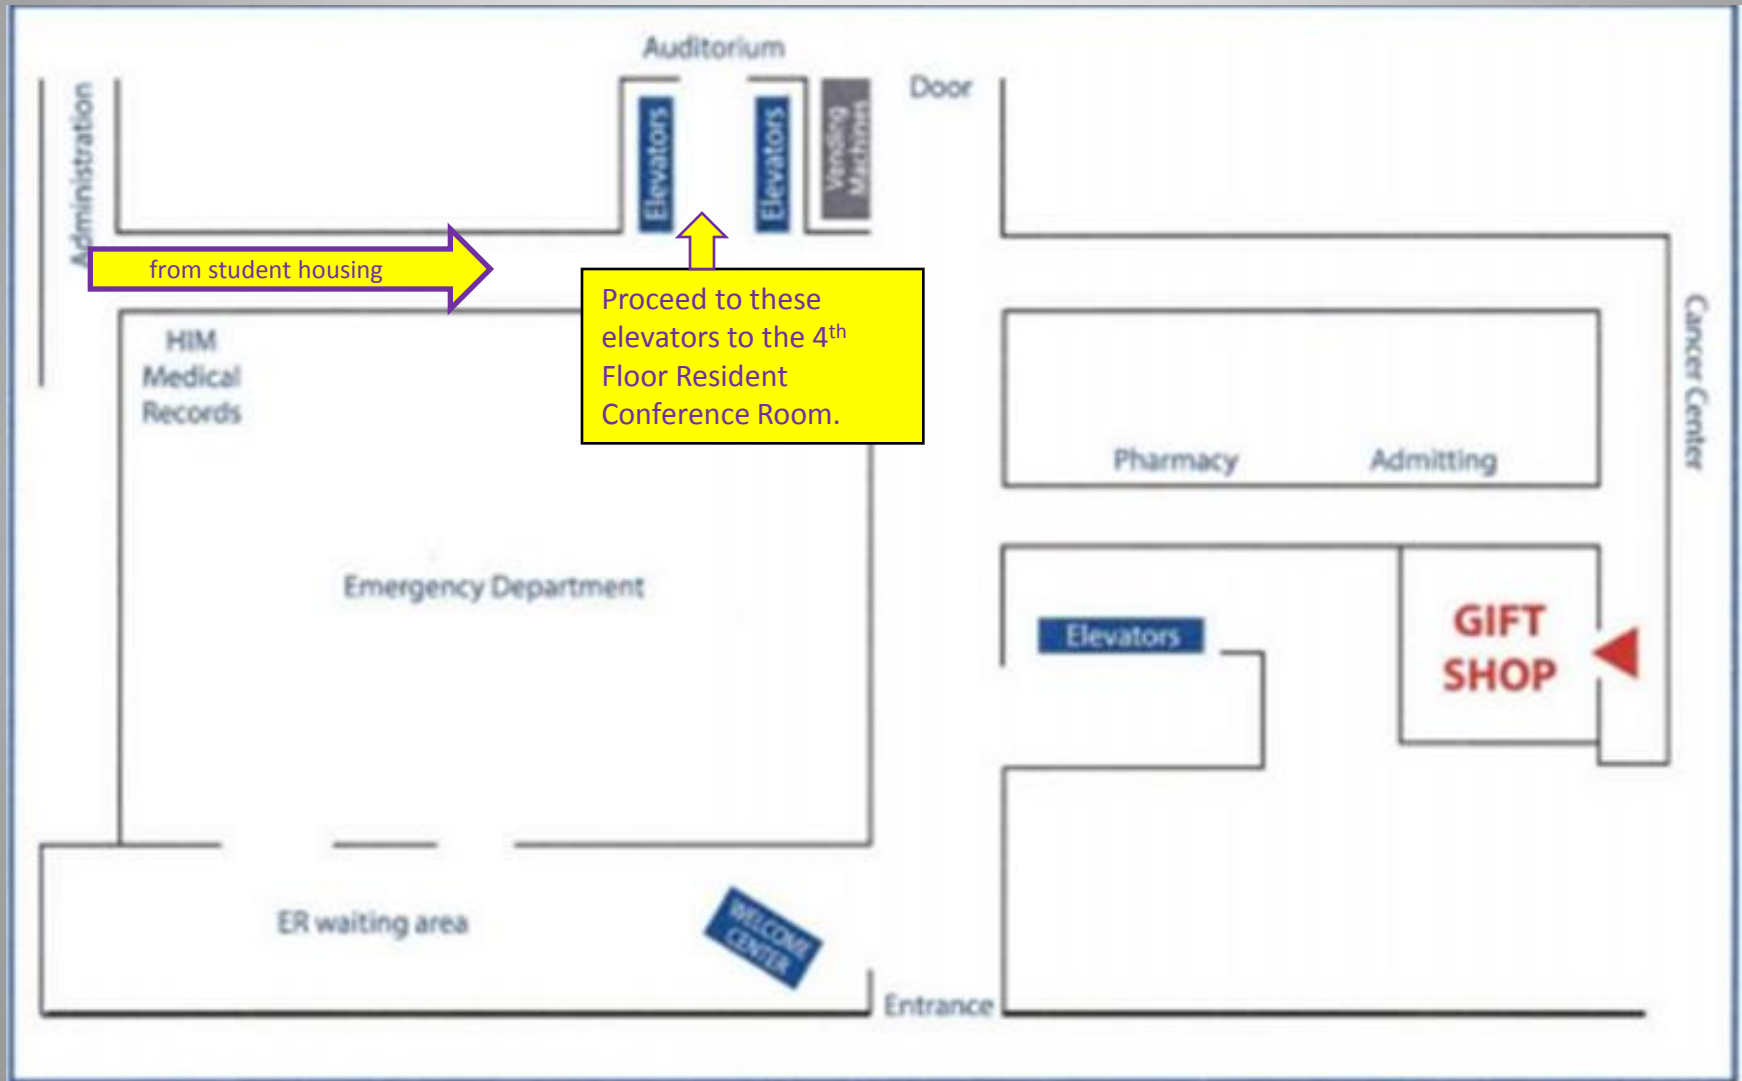 Auditorium
Door
Administration
Elevators
Elevators
Vending
Machines
from student housing
Proceed to these
elevators to the 4th
Floor Resident
Conference Room.
HIM
Medical
Records
Cancer Center
Pharmacy
Admitting
Emergency Department
Elevators
GIFT
SHOP
ER waiting area
WELCOME
CENTER
Entrance